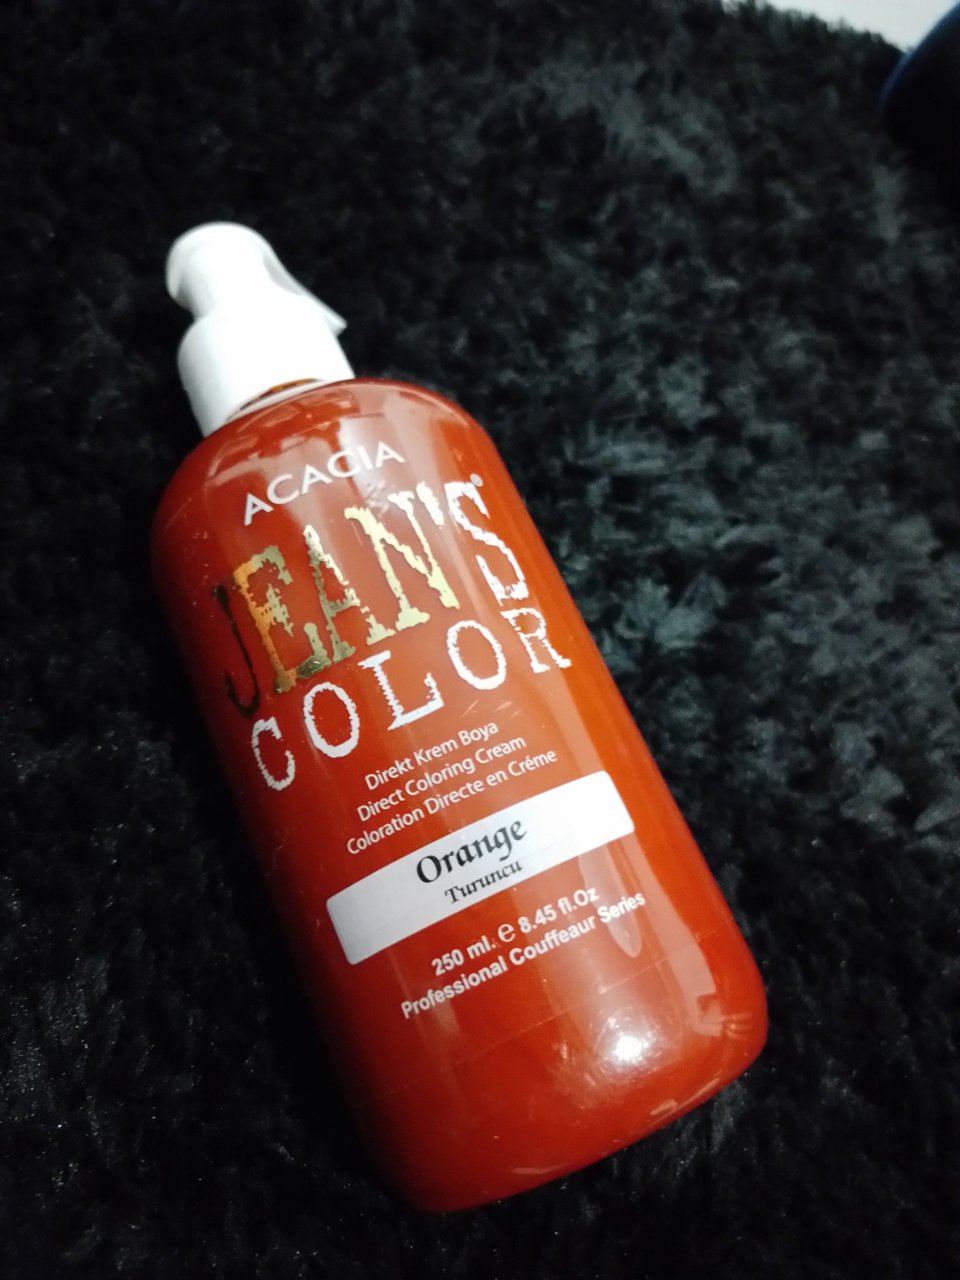 ACACIA
JEAN'S®
COLOR
Direkt Krem Boya
Direct Coloring Cream
Coloration Directe en Créme
Orange
Turuncu
250 ml. e 8.45 fl.Oz
Professional Couffeaur Series